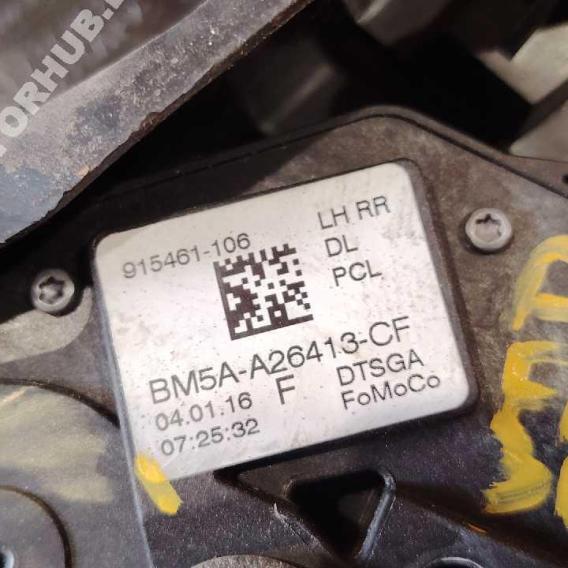 915461-106
LH RR
DL
PCL
BM5A-A26413-CF
04.01.16
F
DTSGA
07:25:32
FoMoCo